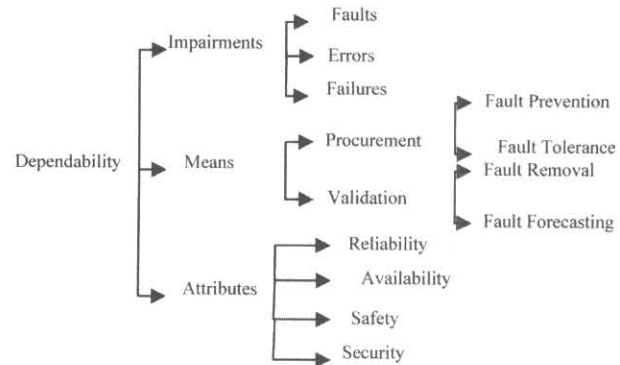 Faults
Impairments
Errors
Failures
Fault Prevention
Procurement
Fault Tolerance
Dependability
Means
Fault Removal
Validation
Fault Forecasting
Reliability
Availability
Attributes
Safety
Security